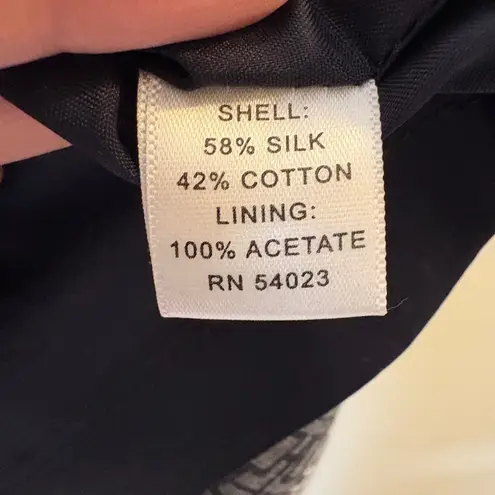 SHELL:
58% SILK
42% COTTON
LINING:
100% ACETATE
RN 54023